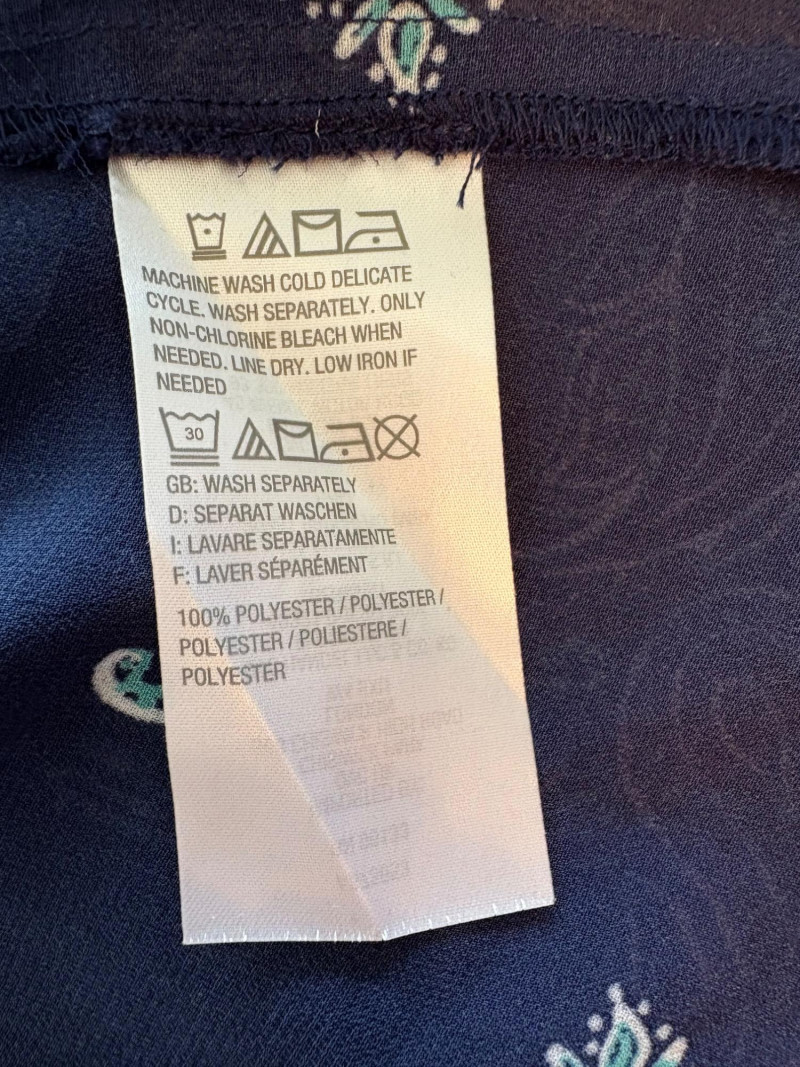 MACHINE WASH COLD DELICATE
CYCLE. WASH SEPARATELY. ONLY
NON-CHLORINE BLEACH WHEN
NEEDED. LINE DRY. LOW IRON IF
NEEDED
30
GB: WASH SEPARATELY
D: SEPARAT WASCHEN
I: LAVARE SEPARATAMENTE
F: LAVER SÉPARÉMENT
100% POLYESTER / POLYESTER /
POLYESTER / POLIESTERE /
POLYESTER